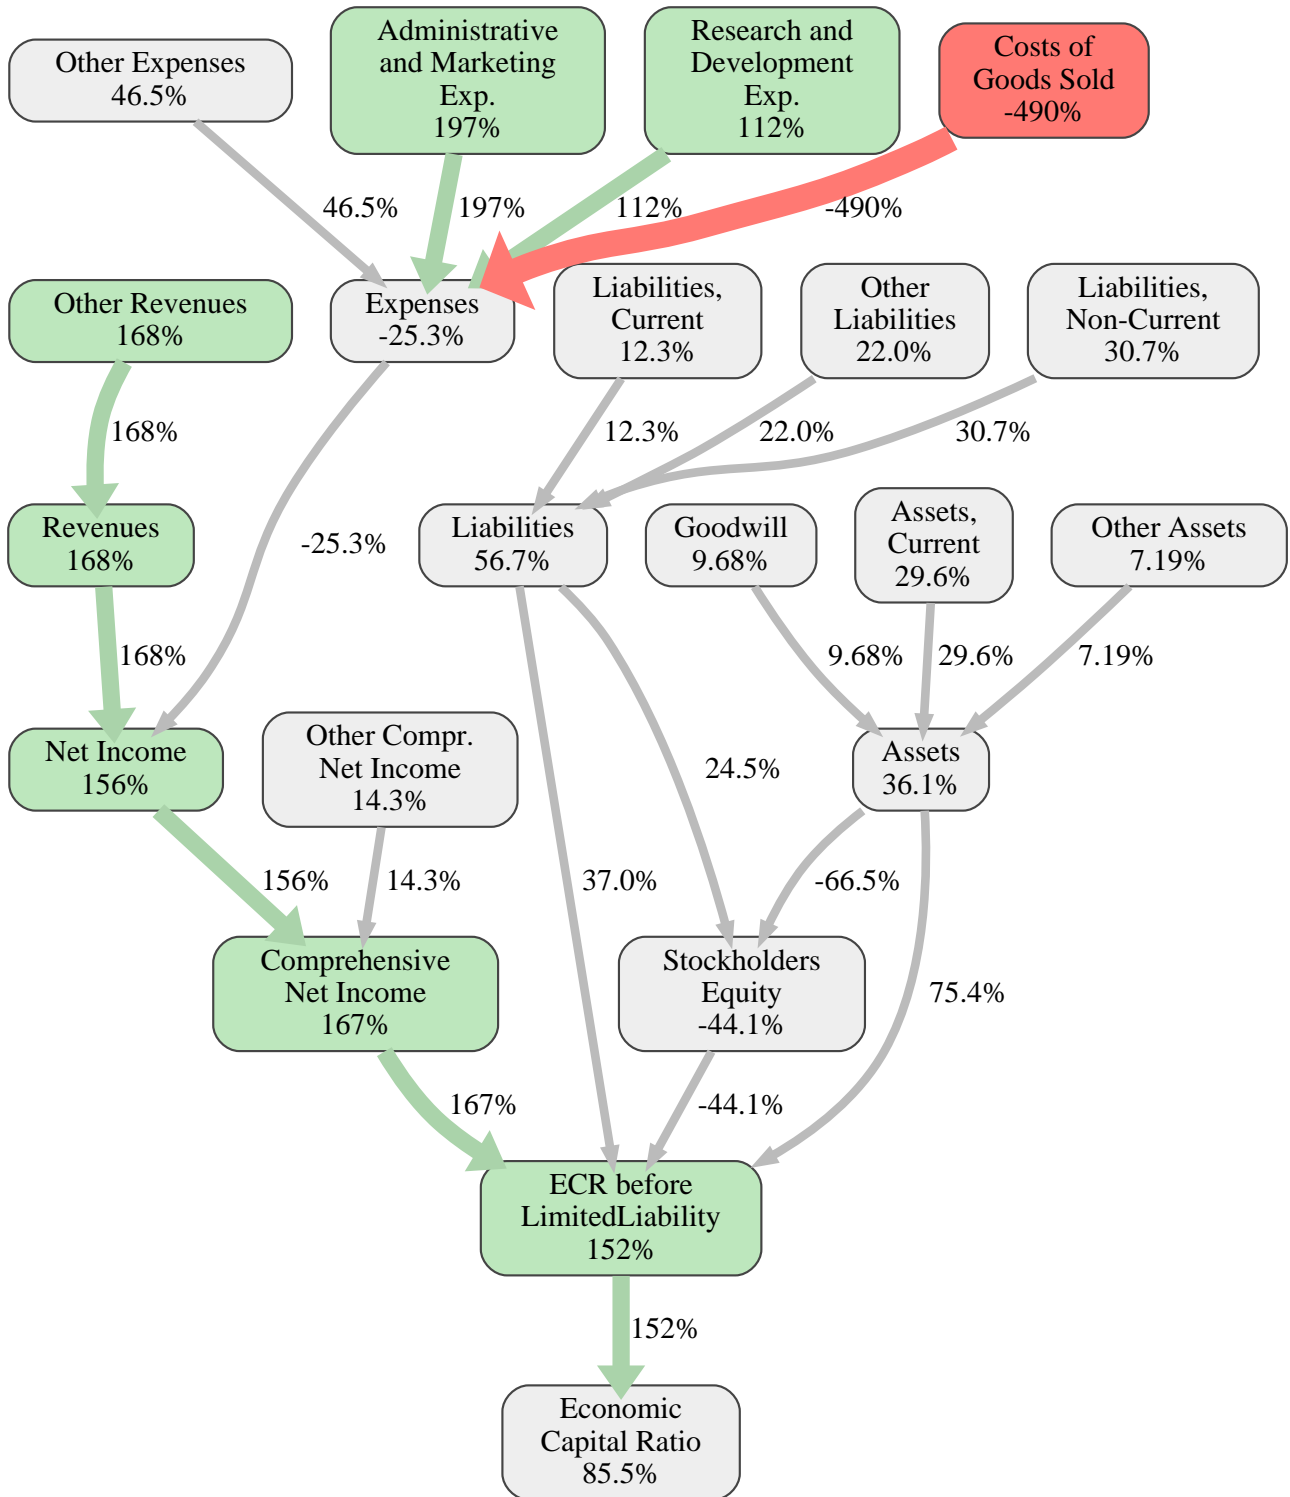 Other Expenses
46.5%
Administrative
and Marketing
Exp.
197%
Research and
Development
Exp.
112%
Costs of
Goods Sold
-490%
46.5%
197%
112%
-490%
Other Revenues
168%
Expenses
-25.3%
Liabilities,
Current
12.3%
Other
Liabilities
22.0%
Liabilities,
Non-Current
30.7%
168%
12.3%
22.0%
30.7%
Revenues
168%
-25.3%
Liabilities
56.7%
Goodwill
9.68%
Assets,
Current
29.6%
Other Assets
7.19%
168%
9.68%
29.6%
7.19%
Net Income
156%
Other Compr.
Net Income
14.3%
24.5%
Assets
36.1%
156%
14.3%
37.0%
-66.5%
Comprehensive
Net Income
167%
Stockholders
Equity
-44.1%
75.4%
167%
-44.1%
ECR before
LimitedLiability
152%
152%
Economic
Capital Ratio
85.5%